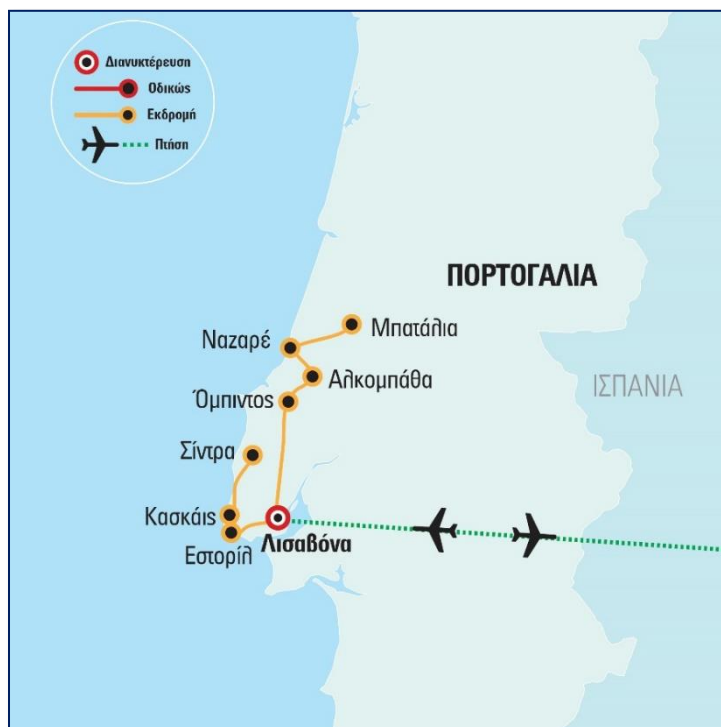 Διανυκτέρευση
Οδικώς
Εκδρομή
Πτήση
ΠΟΡΤΟΓΑΛΙΑ
Μπατάλια
Ναζαρέ
Αλκομπάθα
ΙΣΠΑΝΙΑ
Όμπιντος
Σίντρα
Κασκάις
Εστορίλ
Λισαβόνα